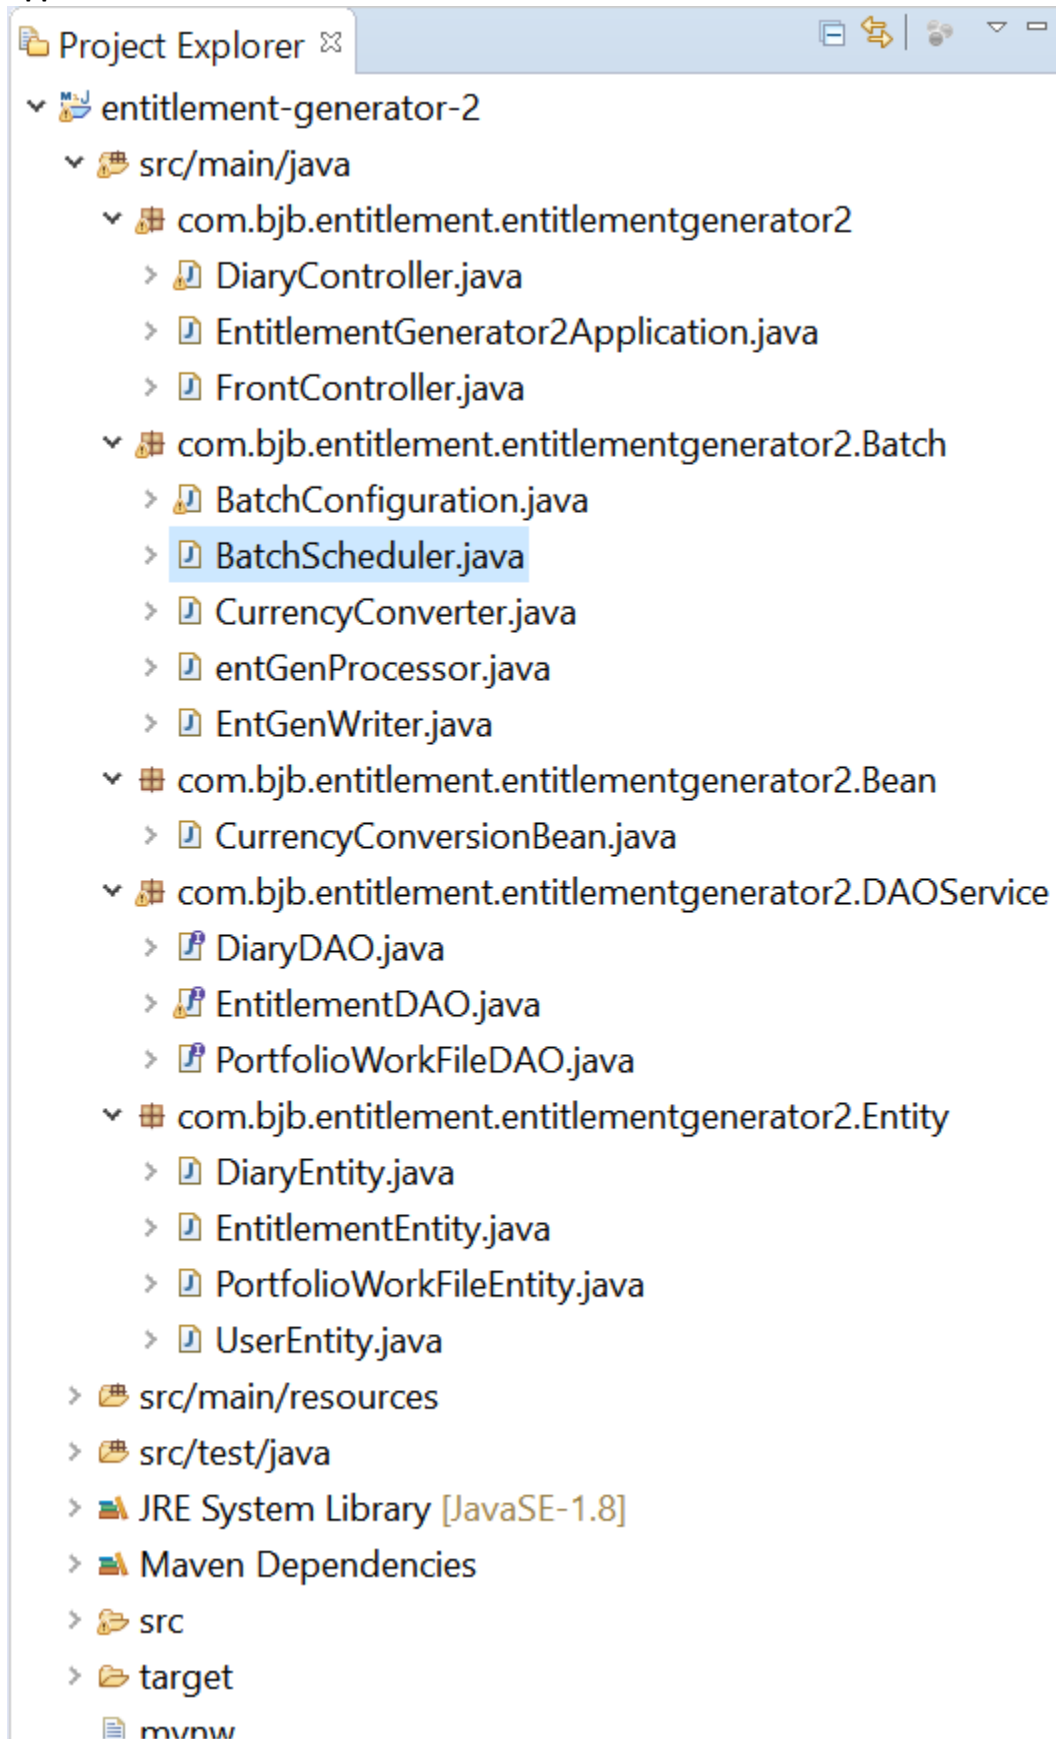 Project Explorer
entitlement-generator-2
src/main/java
com.bjb.entitlement.entitlementgenerator2
DiaryController.java
EntitlementGenerator2Application.java
FrontController.java
com.bjb.entitlement.entitlementgenerator2.Batch
BatchConfiguration.java
BatchScheduler.java
CurrencyConverter.java
entGenProcessor.java
EntGenWriter.java
com.bjb.entitlement.entitlementgenerator2.Bean
CurrencyConversionBean.java
com.bjb.entitlement.entitlementgenerator2.DAOService
DiaryDAO.java
EntitlementDAO.java
PortfolioWorkFileDAO.java
com.bjb.entitlement.entitlementgenerator2.Entity
DiaryEntity.java
EntitlementEntity.java
PortfolioWorkFileEntity.java
UserEntity.java
src/main/resources
src/test/java
JRE System Library [JavaSE-1.8]
Maven Dependencies
src
target
mvnw